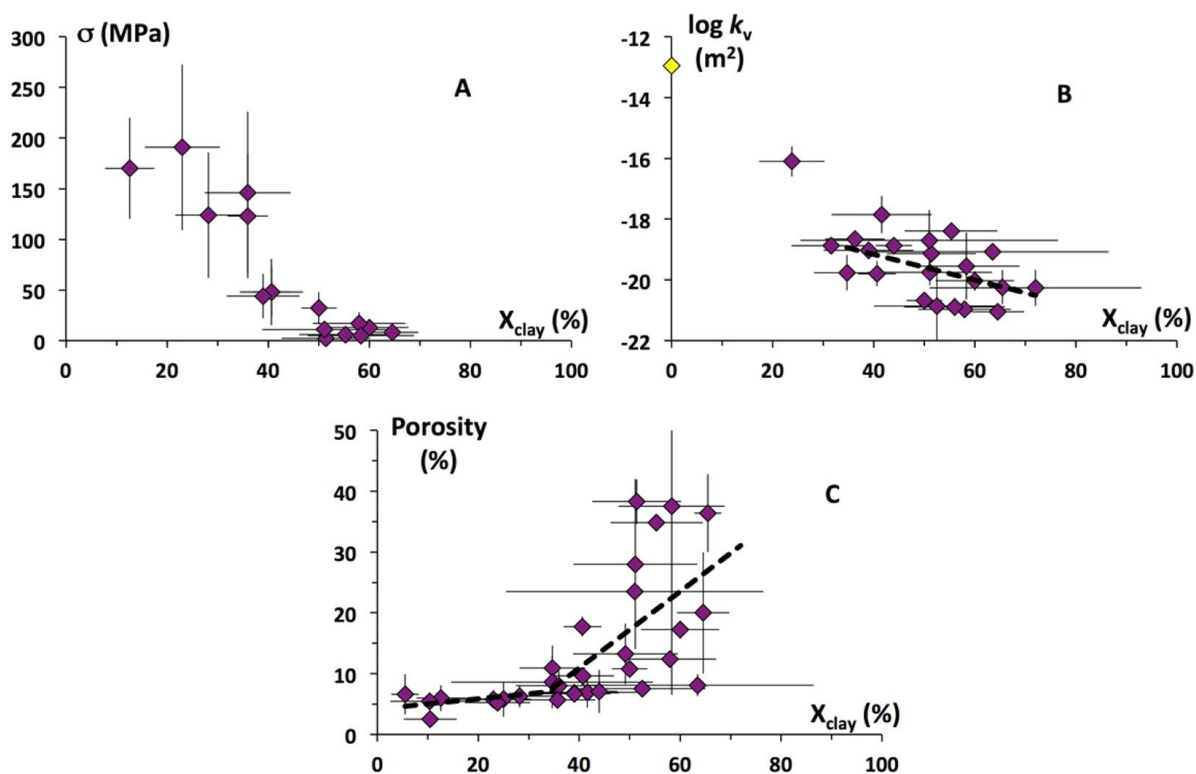 σ (MPa)
300
250
200
150
100
50
0
A
X_clay (%)
0 20 40 60 80 100
log k_v
(m²)
-12
-14
-16
-18
-20
-22
B
X_clay (%)
0 20 40 60 80 100
Porosity
(%)
50
40
30
20
10
0
C
X_clay (%)
0 20 40 60 80 100